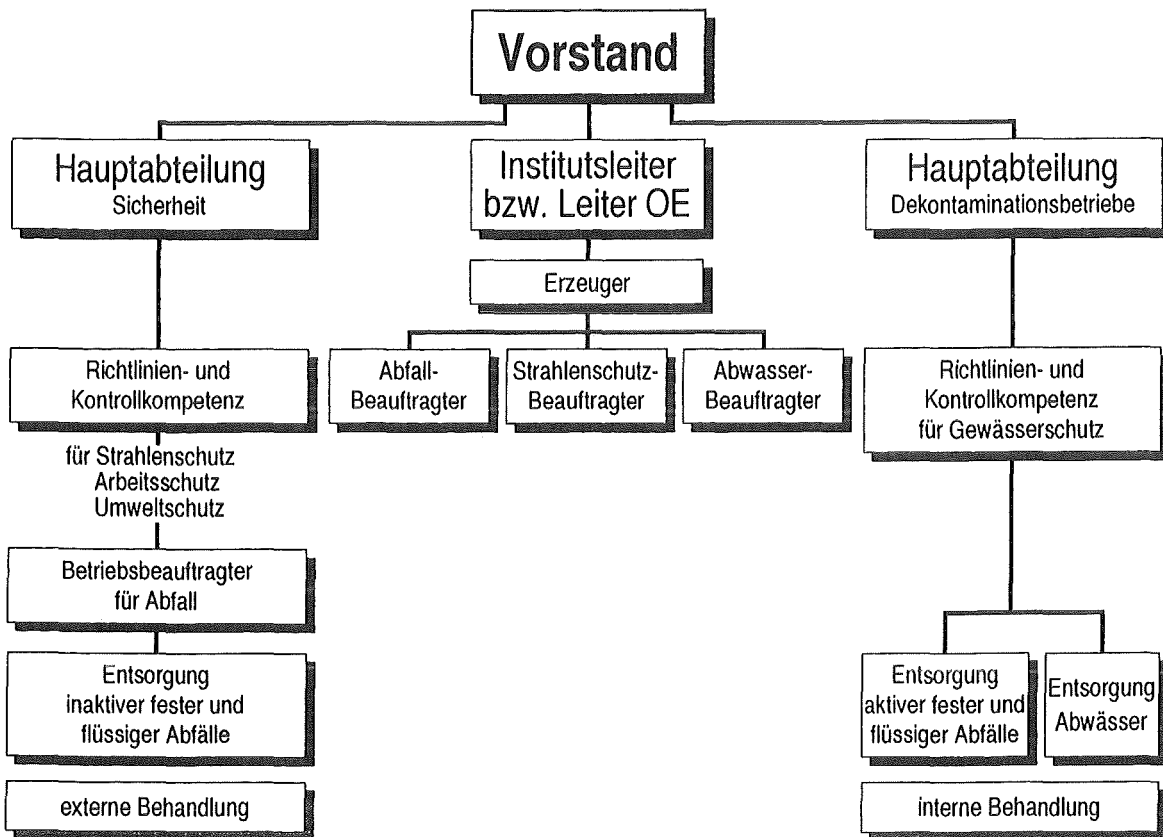 Vorstand
Hauptabteilung
Sicherheit
Institutsleiter
bzw. Leiter OE
Hauptabteilung
Dekontaminationsbetriebe
Erzeuger
Richtlinien- und
Kontrollkompetenz
für Strahlenschutz
Arbeitsschutz
Umweltschutz
Abfall-
Beauftragter
Strahlenschutz-
Beauftragter
Abwasser-
Beauftragter
Richtlinien- und
Kontrollkompetenz
für Gewässerschutz
Betriebsbeauftragter
für Abfall
Entsorgung
inaktiver fester und
flüssiger Abfälle
Entsorgung
aktiver fester und
flüssiger Abfälle
Entsorgung
Abwässer
externe Behandlung
interne Behandlung